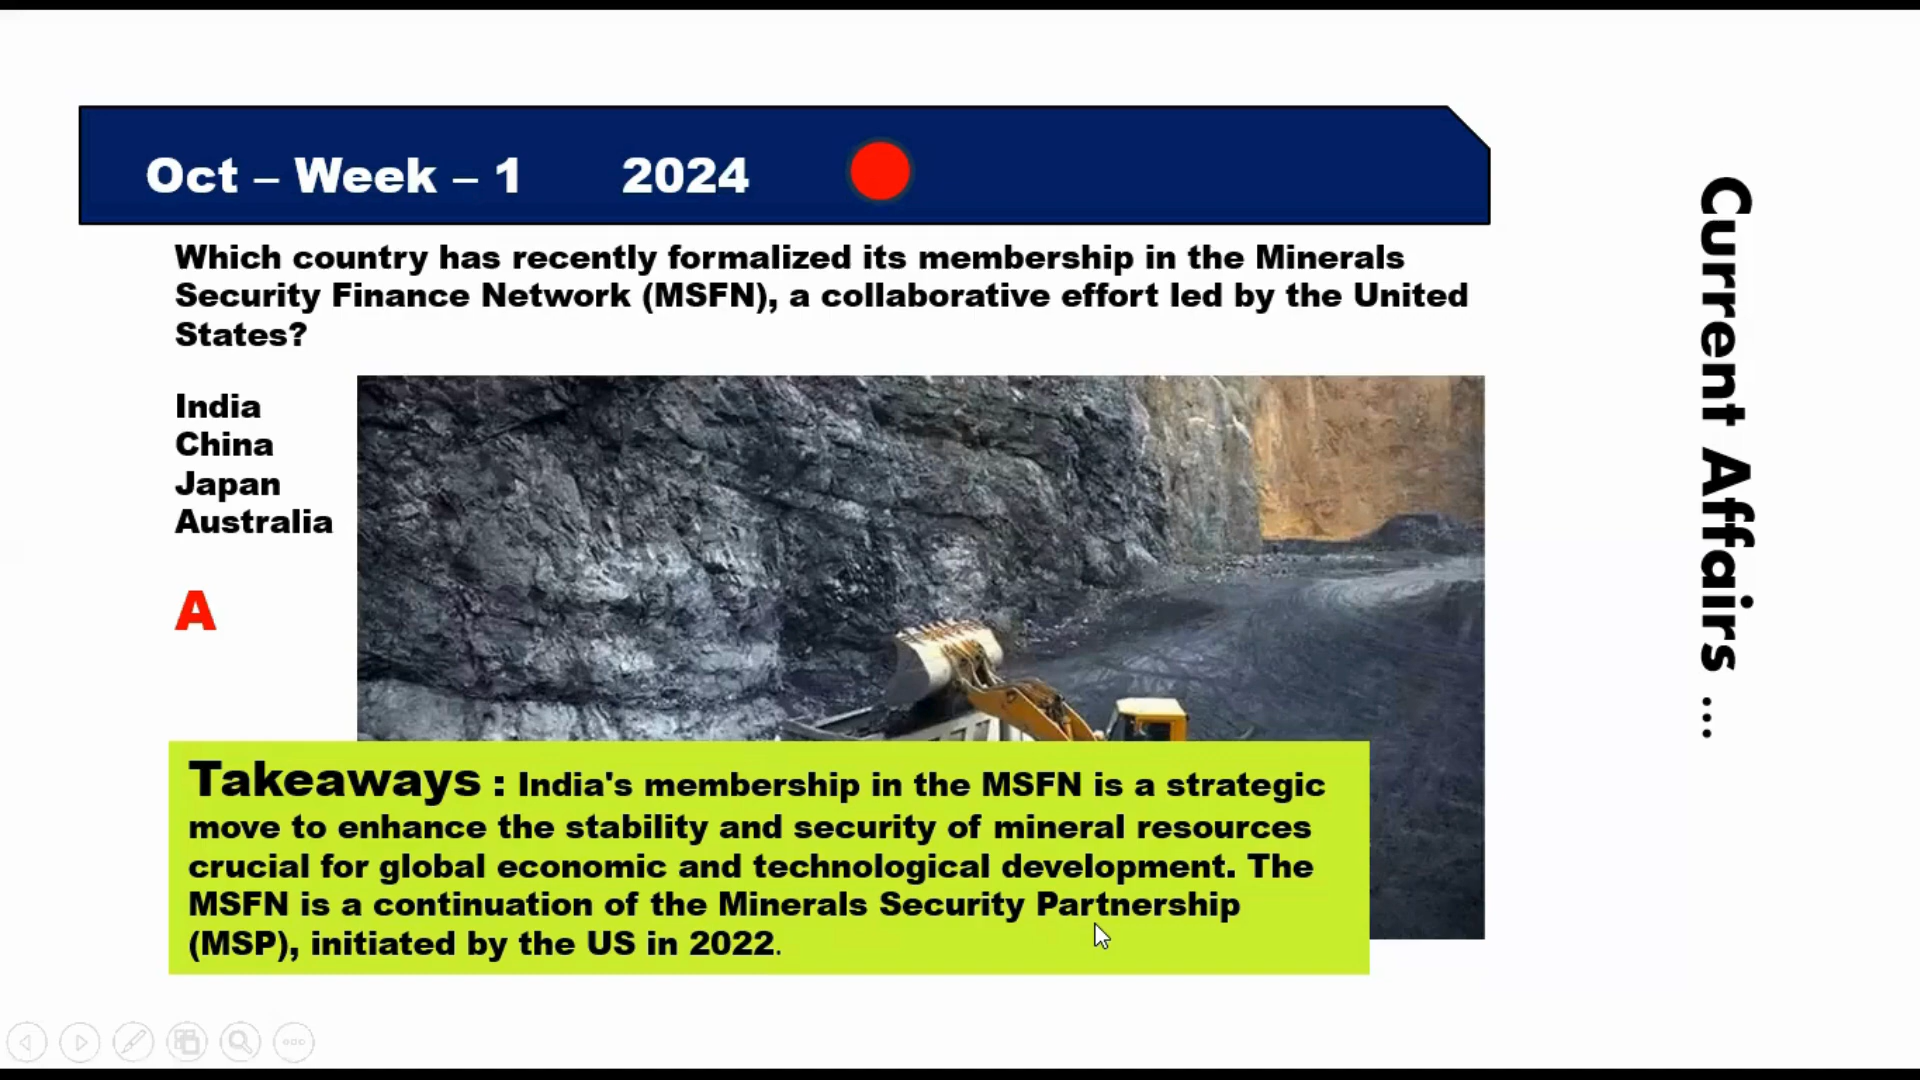 Oct – Week – 1 2024
Which country has recently formalized its membership in the Minerals
Security Finance Network (MSFN), a collaborative effort led by the United
States?
India
China
Japan
Australia
A
Takeaways : India's membership in the MSFN is a strategic
move to enhance the stability and security of mineral resources
crucial for global economic and technological development. The
MSFN is a continuation of the Minerals Security Partnership
(MSP), initiated by the US in 2022.
Current Affairs ...